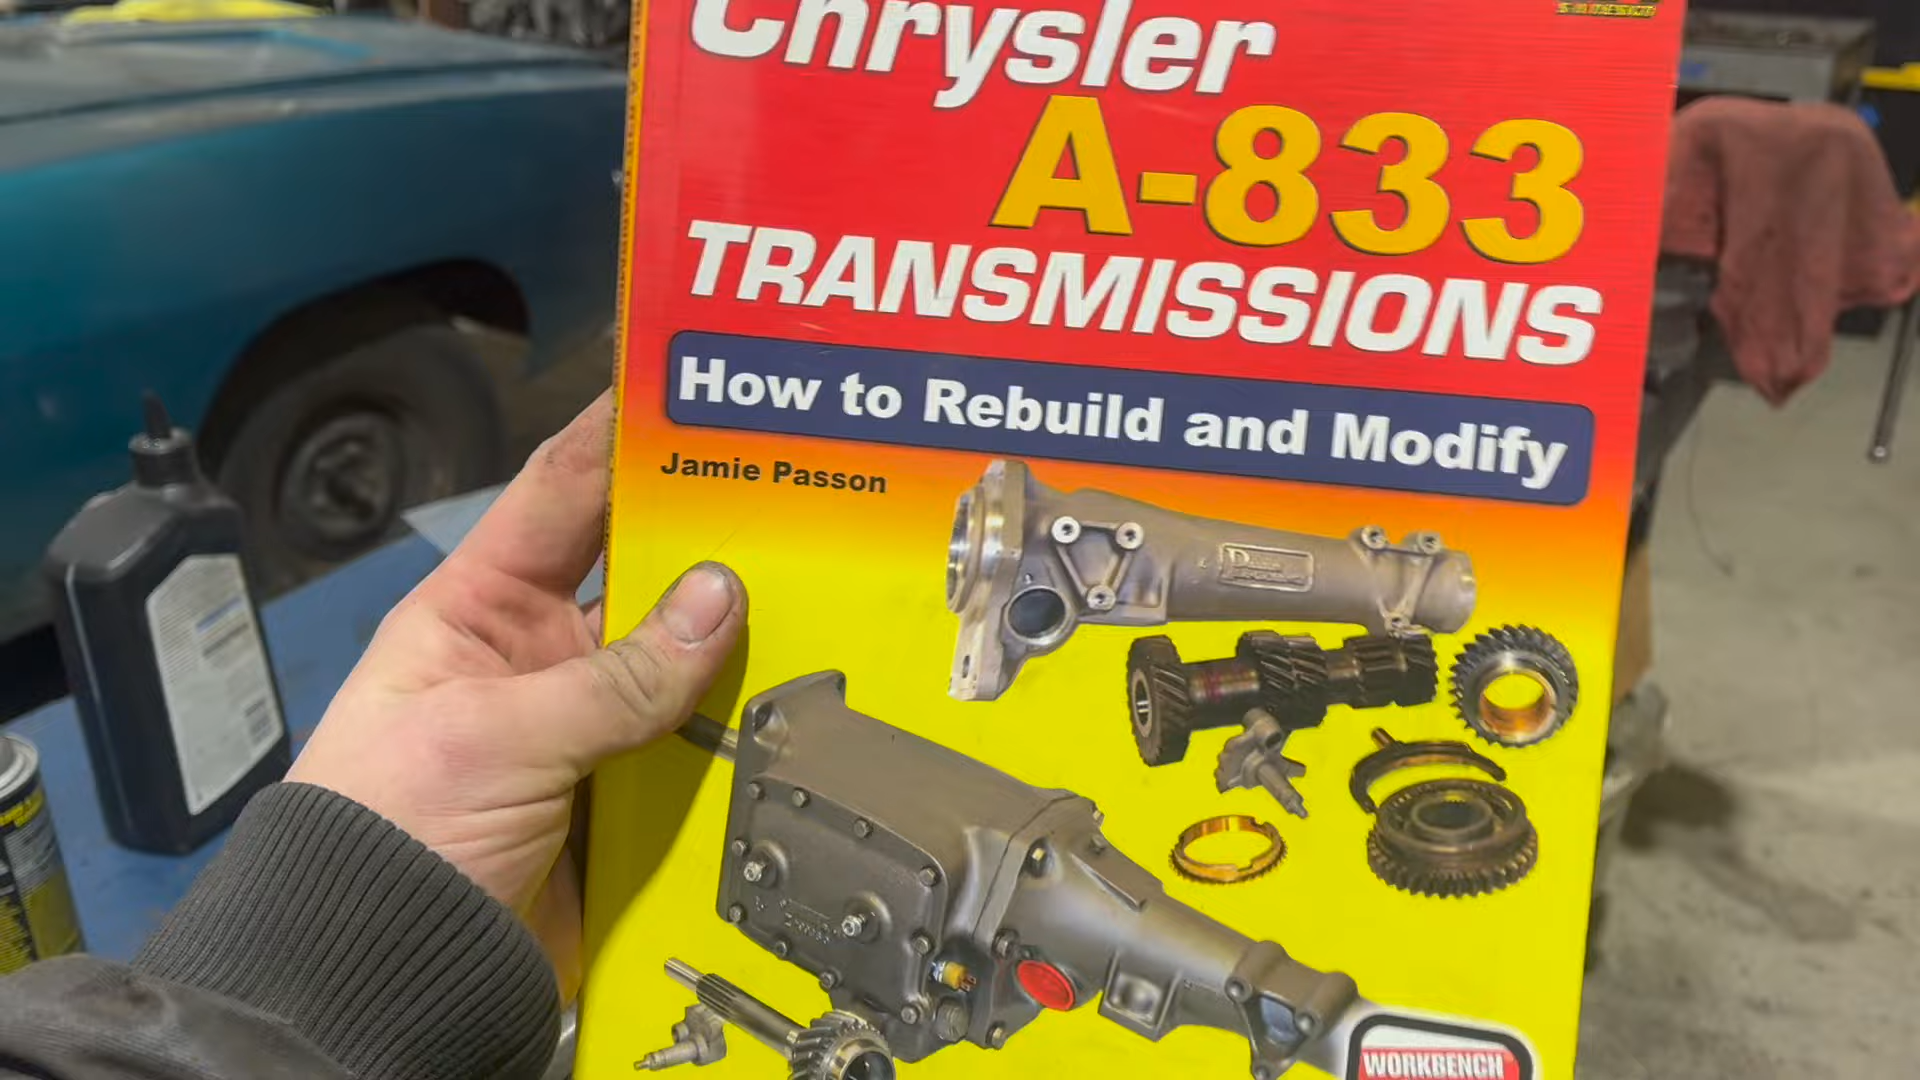 Chrysler
A-833
TRANSMISSIONS
How to Rebuild and Modify
Jamie Passon
WORKBENCH